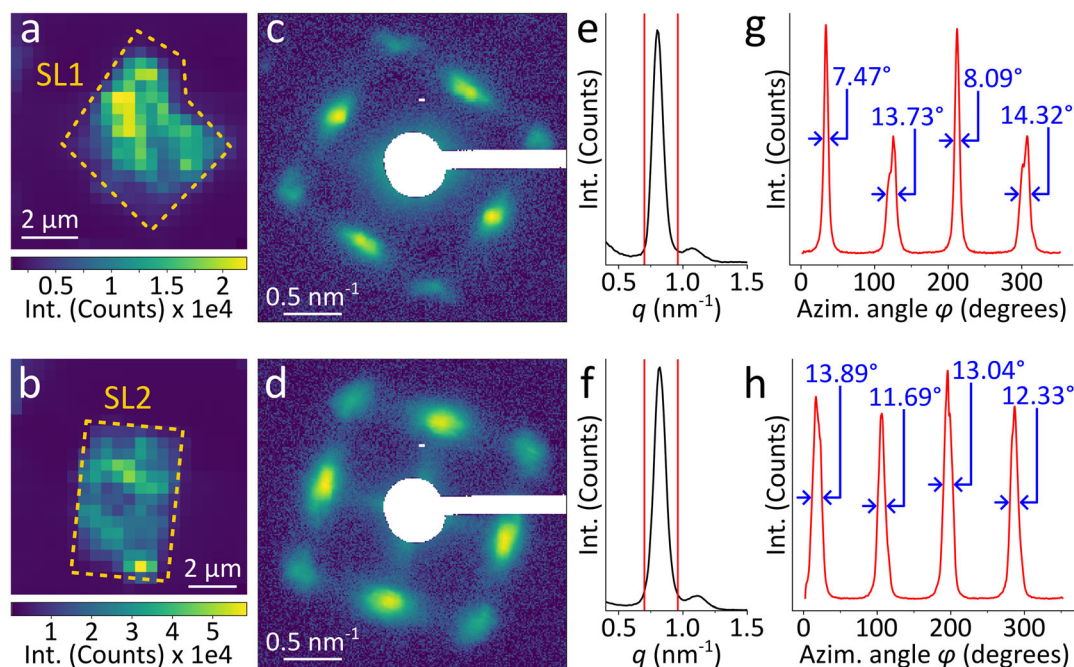 a
SL1
2 μm
0.5 1 1.5 2
Int. (Counts) x 1e4
c
0.5 nm⁻¹
e
Int. (Counts)
0.5 1.0 1.5
q (nm⁻¹)
g
Int. (Counts)
7.47°
13.73°
8.09°
14.32°
0 100 200 300
Azim. angle φ (degrees)
b
SL2
2 μm
1 2 3 4 5
Int. (Counts) x 1e4
d
0.5 nm⁻¹
f
Int. (Counts)
0.5 1.0 1.5
q (nm⁻¹)
h
Int. (Counts)
13.89°
11.69°
13.04°
12.33°
0 100 200 300
Azim. angle φ (degrees)